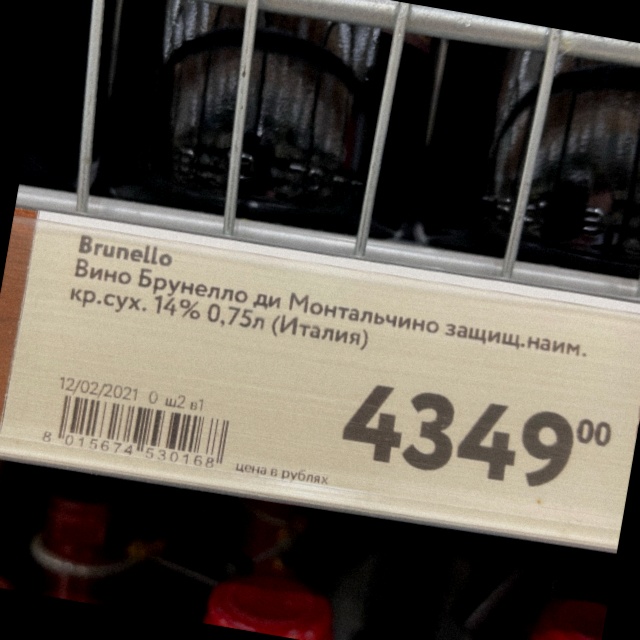 Brunello
Вино Брунелло ди Монтальчино защищ.наим.
кр.сух. 14% 0,75л (Италия)
4349 00
12/02/2021 0 ш2 в1
8 015674 530168
цена в рублях